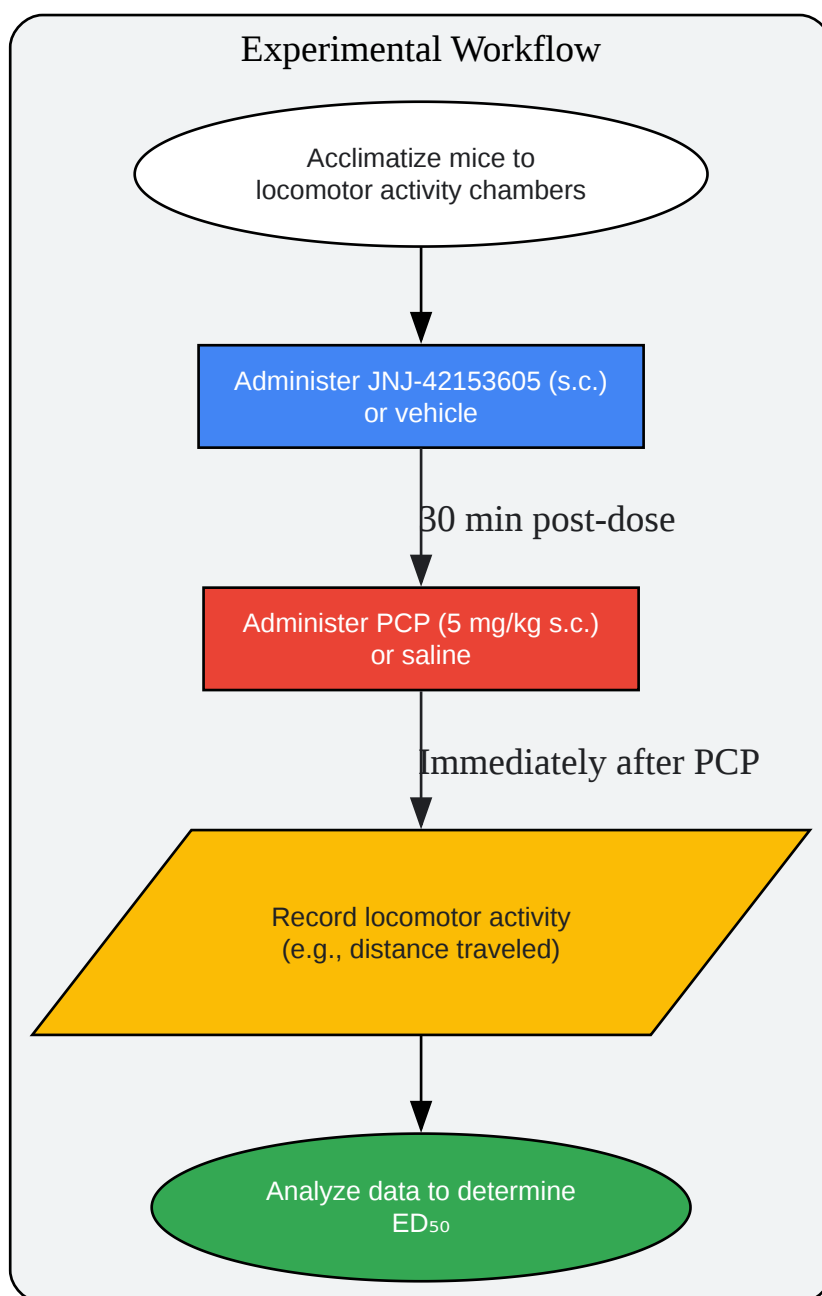 Experimental Workflow
Acclimatize mice to
locomotor activity chambers
Administer JNJ-42153605 (s.c.)
or vehicle
30 min post-dose
Administer PCP (5 mg/kg s.c.)
or saline
Immediately after PCP
Record locomotor activity
(e.g., distance traveled)
Analyze data to determine
ED₅₀